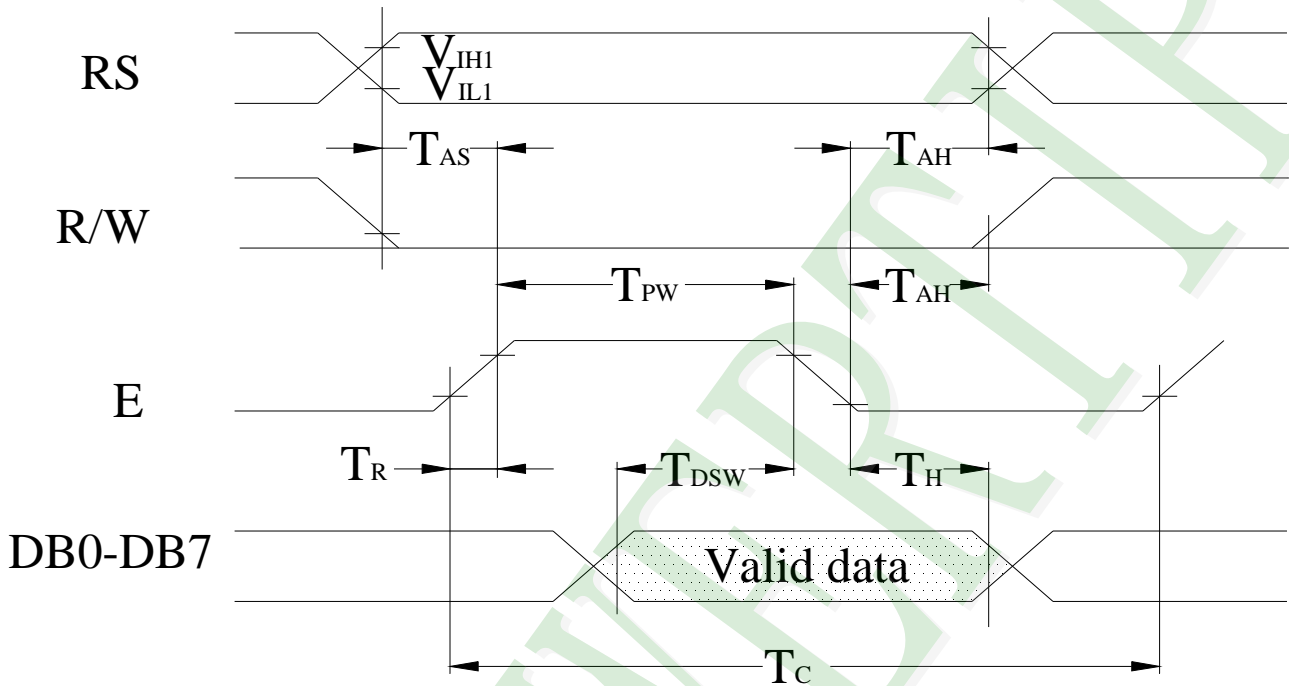 RS
VIH1
VIL1
TAS
TAH
R/W
TPW
TAH
E
TR
TDSW
TH
DB0-DB7
Valid data
TC